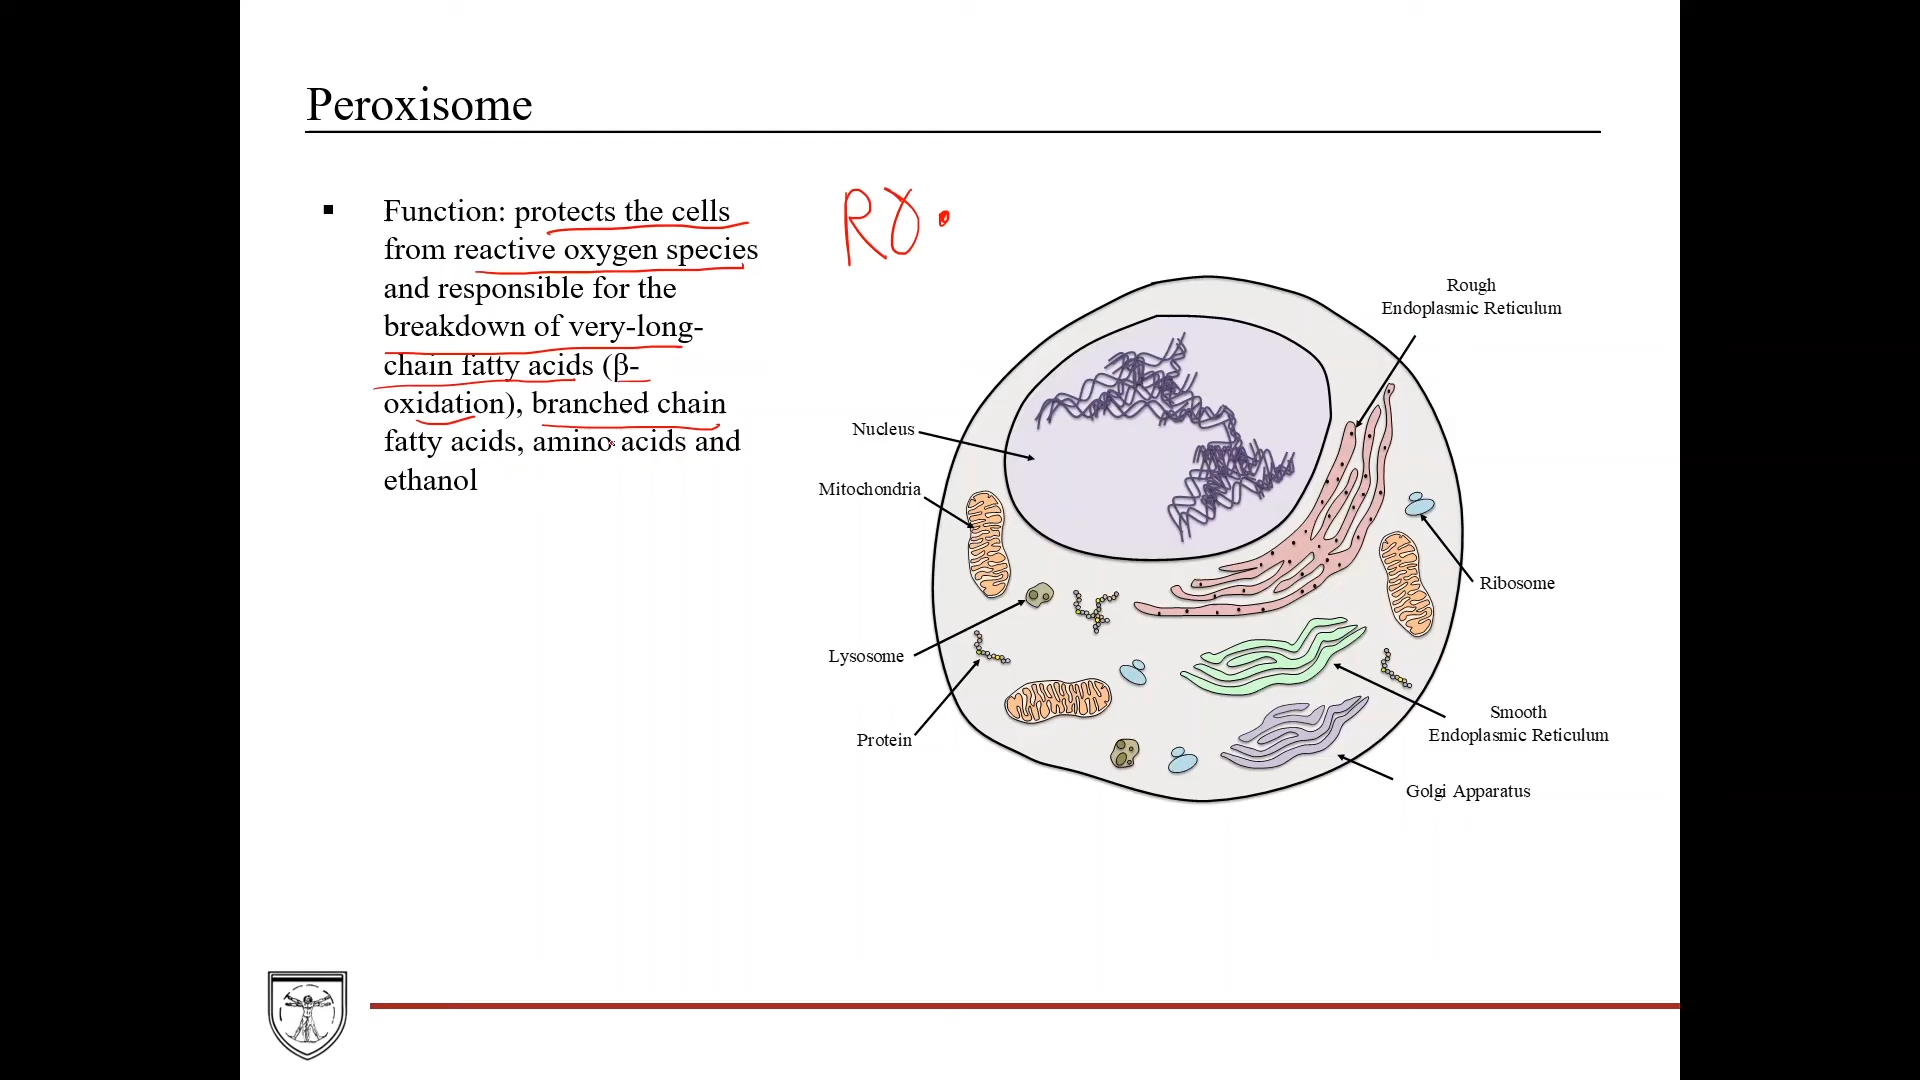 Peroxisome
▪ Function: protects the cells
from reactive oxygen species
and responsible for the
breakdown of very-long-
chain fatty acids (β-
oxidation), branched chain
fatty acids, amino acids and
ethanol
Rough
Endoplasmic Reticulum
Nucleus
Mitochondria
Ribosome
Lysosome
Protein
Smooth
Endoplasmic Reticulum
Golgi Apparatus